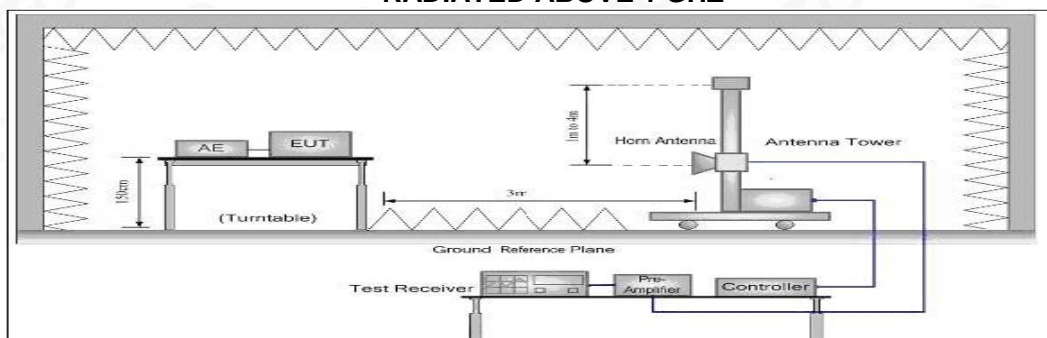 RADIATED ABOVE 1 GHZ
1m to 4m
Horn Antenna
Antenna Tower
AE
EUT
150cm
3m
(Turntable)
Ground Reference Plane
Test Receiver
Pre-
Amplifier
Controller